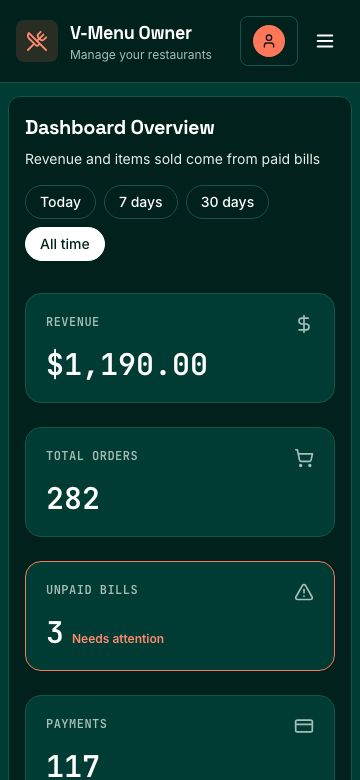 V-Menu Owner
Manage your restaurants
Dashboard Overview
Revenue and items sold come from paid bills
Today
7 days
30 days
All time
REVENUE
$1,190.00
TOTAL ORDERS
282
UNPAID BILLS
3 Needs attention
PAYMENTS
117